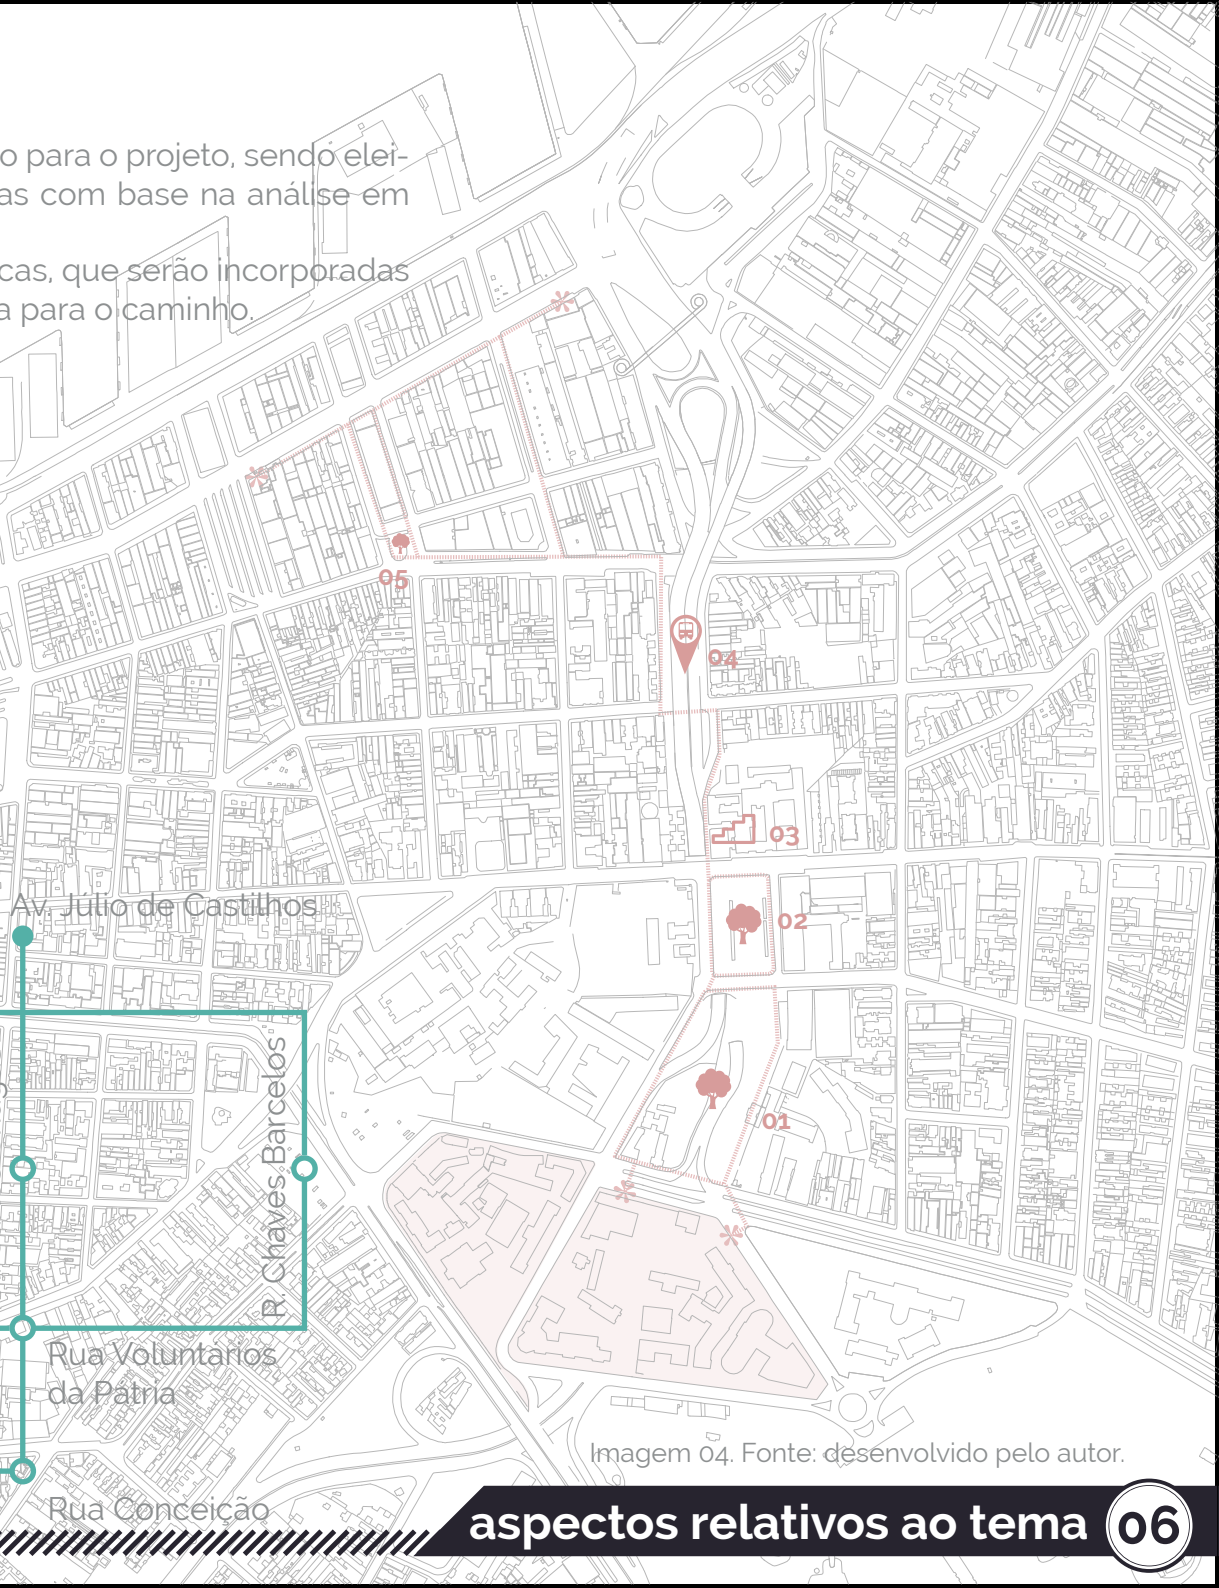 o para o projeto, sendo elei-
as com base na análise em
cas, que serão incorporadas
a para o caminho.
05
04
03
02
01
Av. Júlio de Castilhos
R. Chaves Barcelos
Rua Voluntários
da Pátria
Rua Conceição
Imagem 04. Fonte: desenvolvido pelo autor.
aspectos relativos ao tema 06